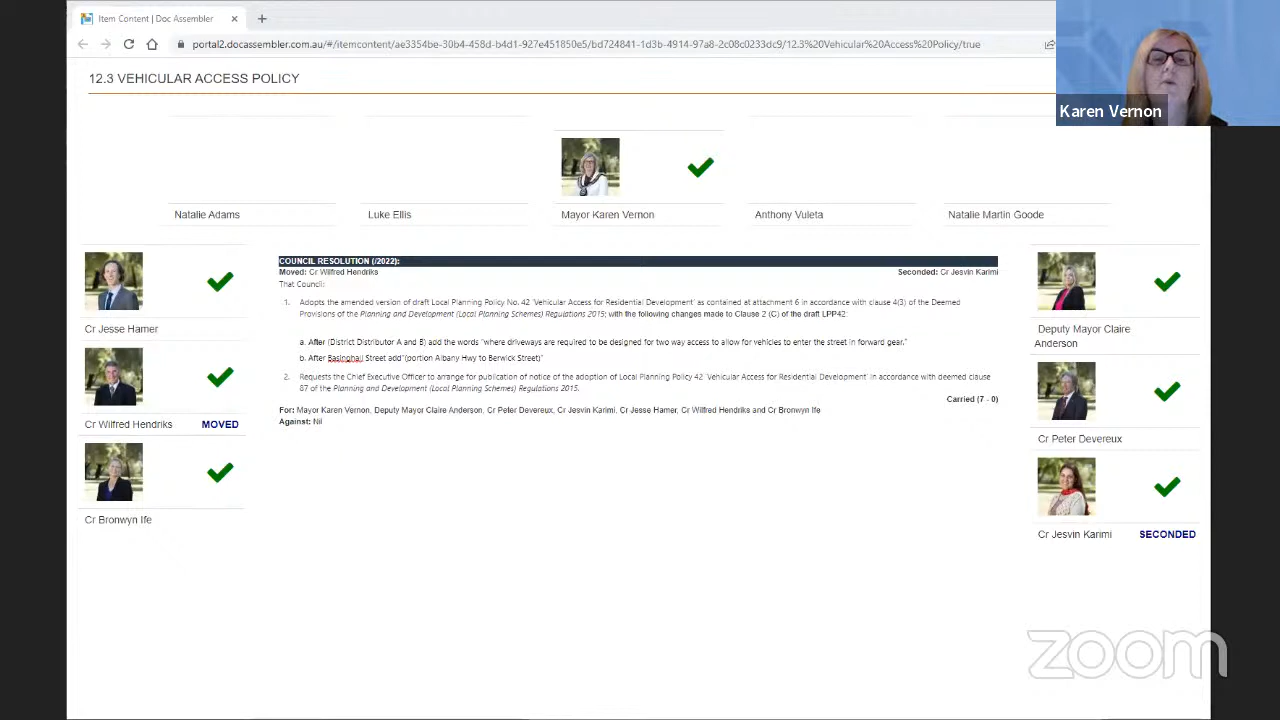 Item Content | Doc Assembler
portal2.docassembler.com.au/#/itemcontent/ae3354be-30b4-458d-b4d1-927e451850e5/bd724841-1d3b-4914-97a8-2c08c0233dc9/12.3%20Vehicular%20Access%20Policy/true
Karen Vernon
12.3 VEHICULAR ACCESS POLICY
Natalie Adams
Luke Ellis
Mayor Karen Vernon
Anthony Vuleta
Natalie Martin Goode
Cr Jesse Hamer
Cr Wilfred Hendriks MOVED
Cr Bronwyn Ife
COUNCIL RESOLUTION (/2022):
Moved: Cr Wilfred Hendriks Seconded: Cr Jesvin Karimi
That Council:
1. Adopts the amended version of draft Local Planning Policy No. 42 'Vehicular Access for Residential Development' as contained at attachment 6 in accordance with clause 4(3) of the Deemed
Provisions of the Planning and Development (Local Planning Schemes) Regulations 2015; with the following changes made to Clause 2 (C) of the draft LPP42:
a. After (District Distributor A and B) add the words "where driveways are required to be designed for two way access to allow for vehicles to enter the street in forward gear."
b. After Basinghall Street add"(portion Albany Hwy to Berwick Street)"
2. Requests the Chief Executive Officer to arrange for publication of notice of the adoption of Local Planning Policy 42 'Vehicular Access for Residential Development' in accordance with deemed clause
87 of the Planning and Development (Local Planning Schemes) Regulations 2015.
Carried (7 - 0)
For: Mayor Karen Vernon, Deputy Mayor Claire Anderson, Cr Peter Devereux, Cr Jesvin Karimi, Cr Jesse Hamer, Cr Wilfred Hendriks and Cr Bronwyn Ife
Against: Nil
Deputy Mayor Claire
Anderson
Cr Peter Devereux
Cr Jesvin Karimi SECONDED
zoom